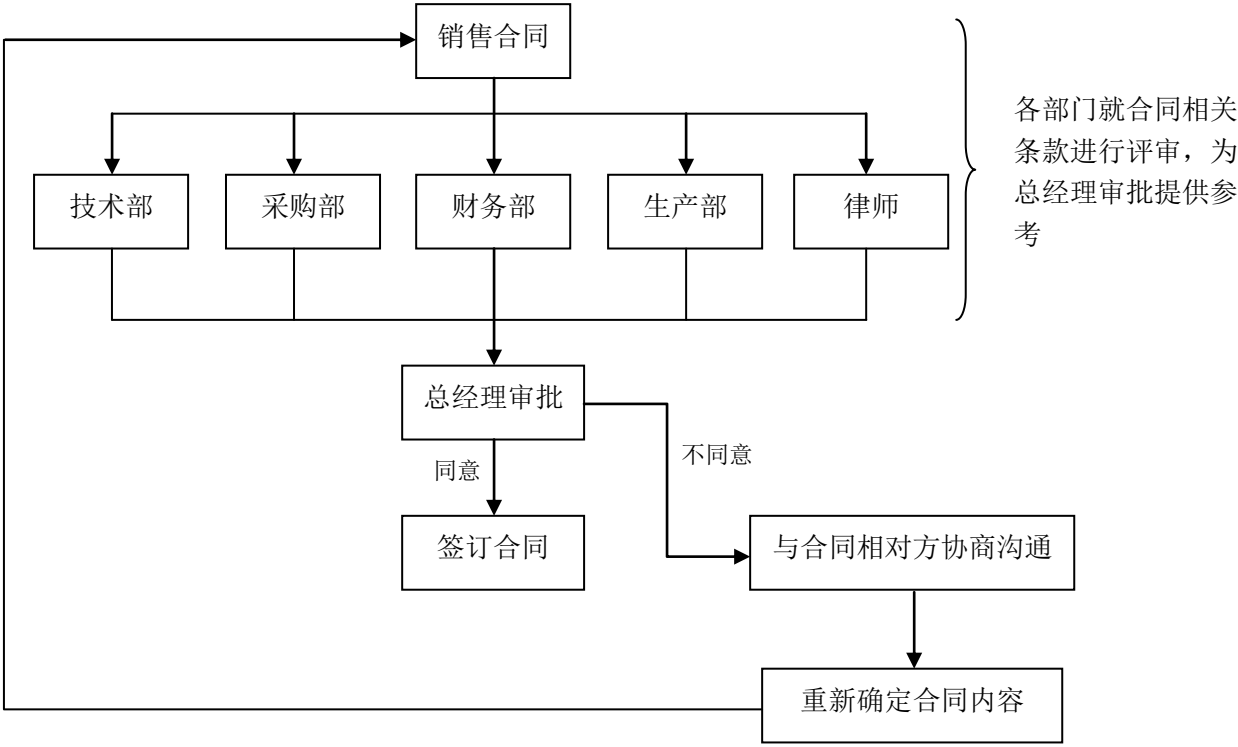 销售合同
各部门就合同相关
条款进行评审，为
总经理审批提供参
考
技术部
采购部
财务部
生产部
律师
总经理审批
同意
不同意
签订合同
与合同相对方协商沟通
重新确定合同内容